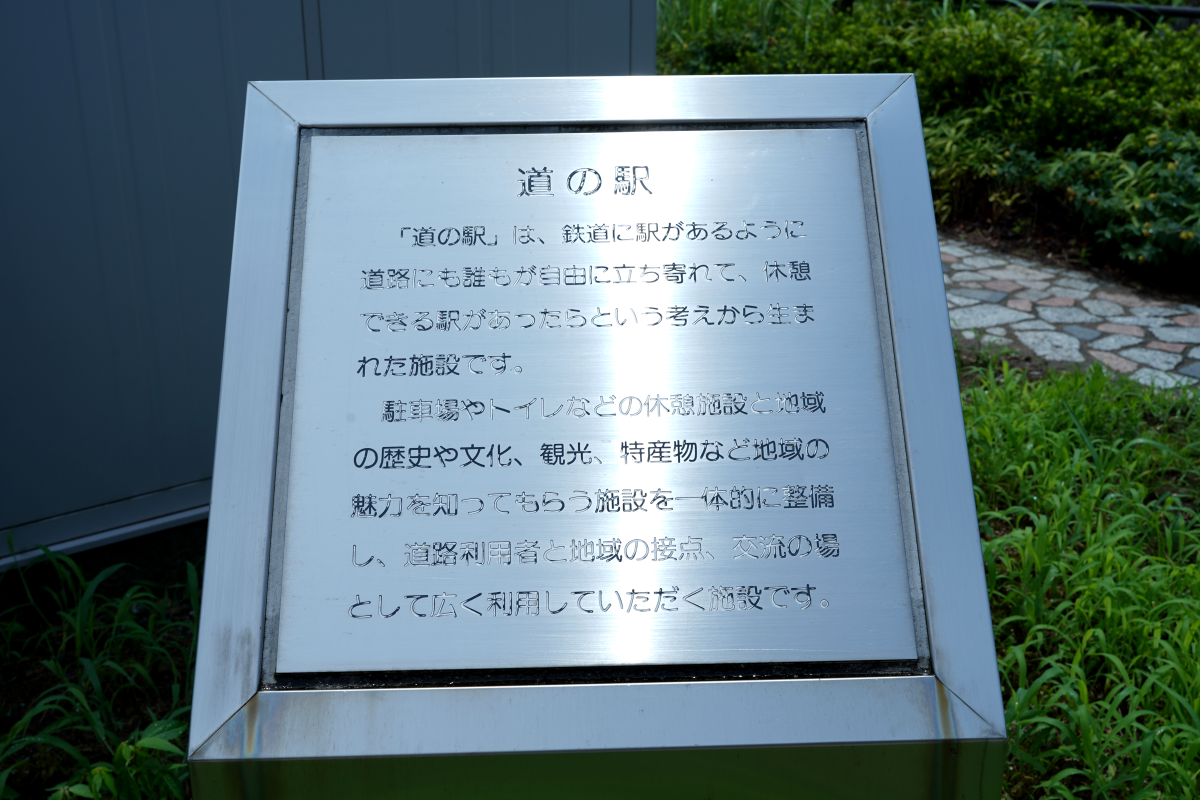 道の駅
「道の駅」は、鉄道に駅があるように
道路にも誰もが自由に立ち寄れて、休憩
できる駅があったらという考えから生ま
れた施設です。
駐車場やトイレなどの休憩施設と地域
の歴史や文化、観光、特産物など地域の
魅力を知ってもらう施設を一体的に整備
し、道路利用者と地域の接点、交流の場
として広く利用していただく施設です。